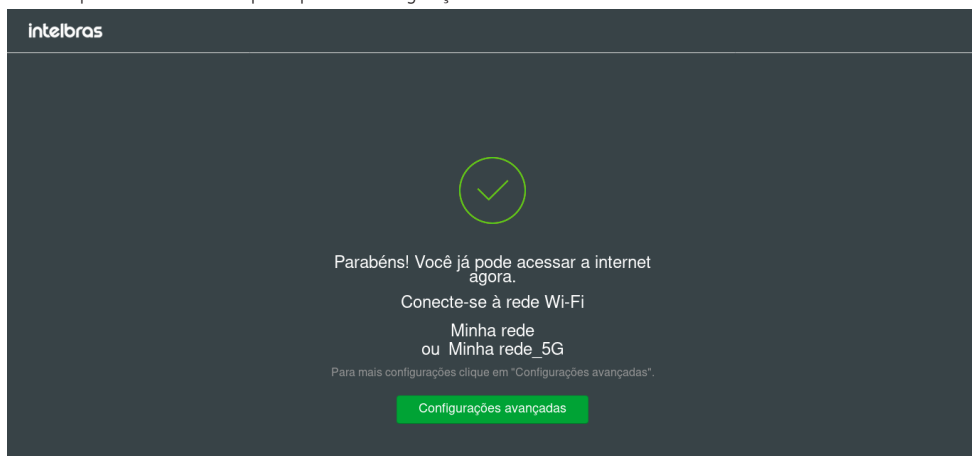 intelbras
Parabéns! Você já pode acessar a internet
agora.
Conecte-se à rede Wi-Fi
Minha rede
ou Minha rede_5G
Para mais configurações clique em "Configurações avançadas".
Configurações avançadas